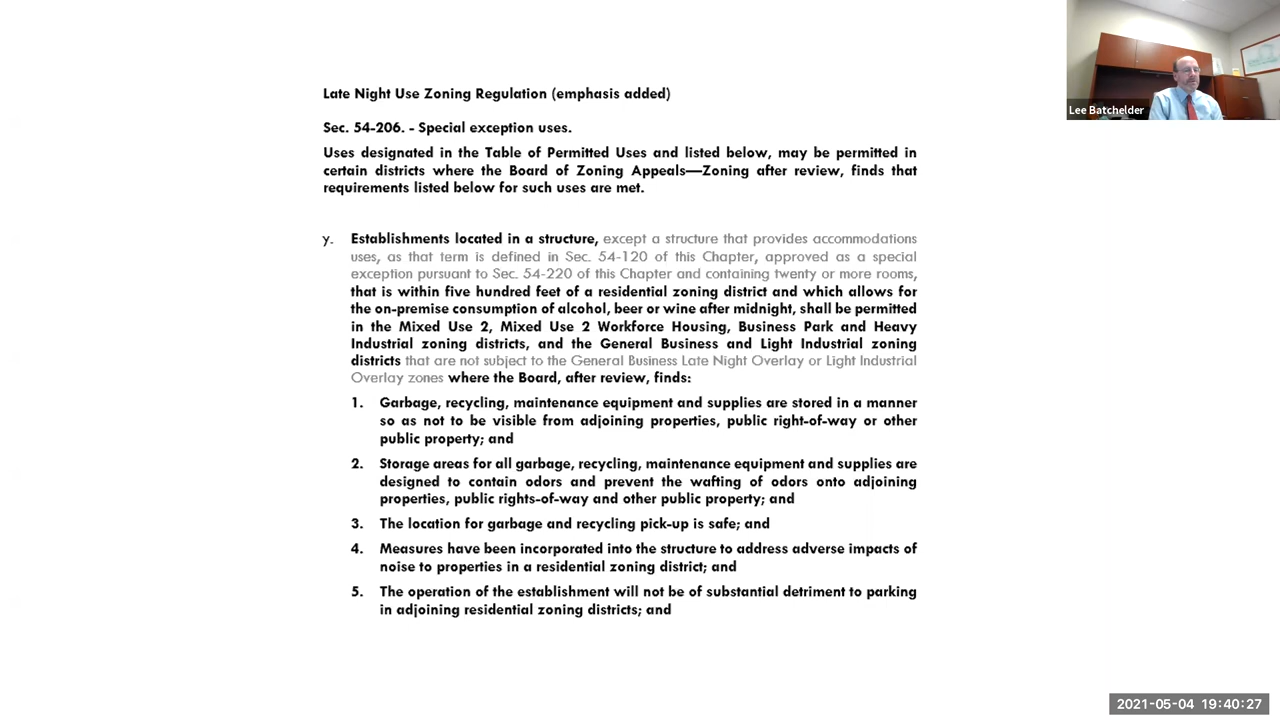 Lee Batchelder
Late Night Use Zoning Regulation (emphasis added)
Sec. 54-206. - Special exception uses.
Uses designated in the Table of Permitted Uses and listed below, may be permitted in
certain districts where the Board of Zoning Appeals—Zoning after review, finds that
requirements listed below for such uses are met.
y. Establishments located in a structure, except a structure that provides accommodations
uses, as that term is defined in Sec. 54-120 of this Chapter, approved as a special
exception pursuant to Sec. 54-220 of this Chapter and containing twenty or more rooms,
that is within five hundred feet of a residential zoning district and which allows for
the on-premise consumption of alcohol, beer or wine after midnight, shall be permitted
in the Mixed Use 2, Mixed Use 2 Workforce Housing, Business Park and Heavy
Industrial zoning districts, and the General Business and Light Industrial zoning
districts that are not subject to the General Business Late Night Overlay or Light Industrial
Overlay zones where the Board, after review, finds:
1. Garbage, recycling, maintenance equipment and supplies are stored in a manner
so as not to be visible from adjoining properties, public right-of-way or other
public property; and
2. Storage areas for all garbage, recycling, maintenance equipment and supplies are
designed to contain odors and prevent the wafting of odors onto adjoining
properties, public rights-of-way and other public property; and
3. The location for garbage and recycling pick-up is safe; and
4. Measures have been incorporated into the structure to address adverse impacts of
noise to properties in a residential zoning district; and
5. The operation of the establishment will not be of substantial detriment to parking
in adjoining residential zoning districts; and
2021-05-04 19:40:27